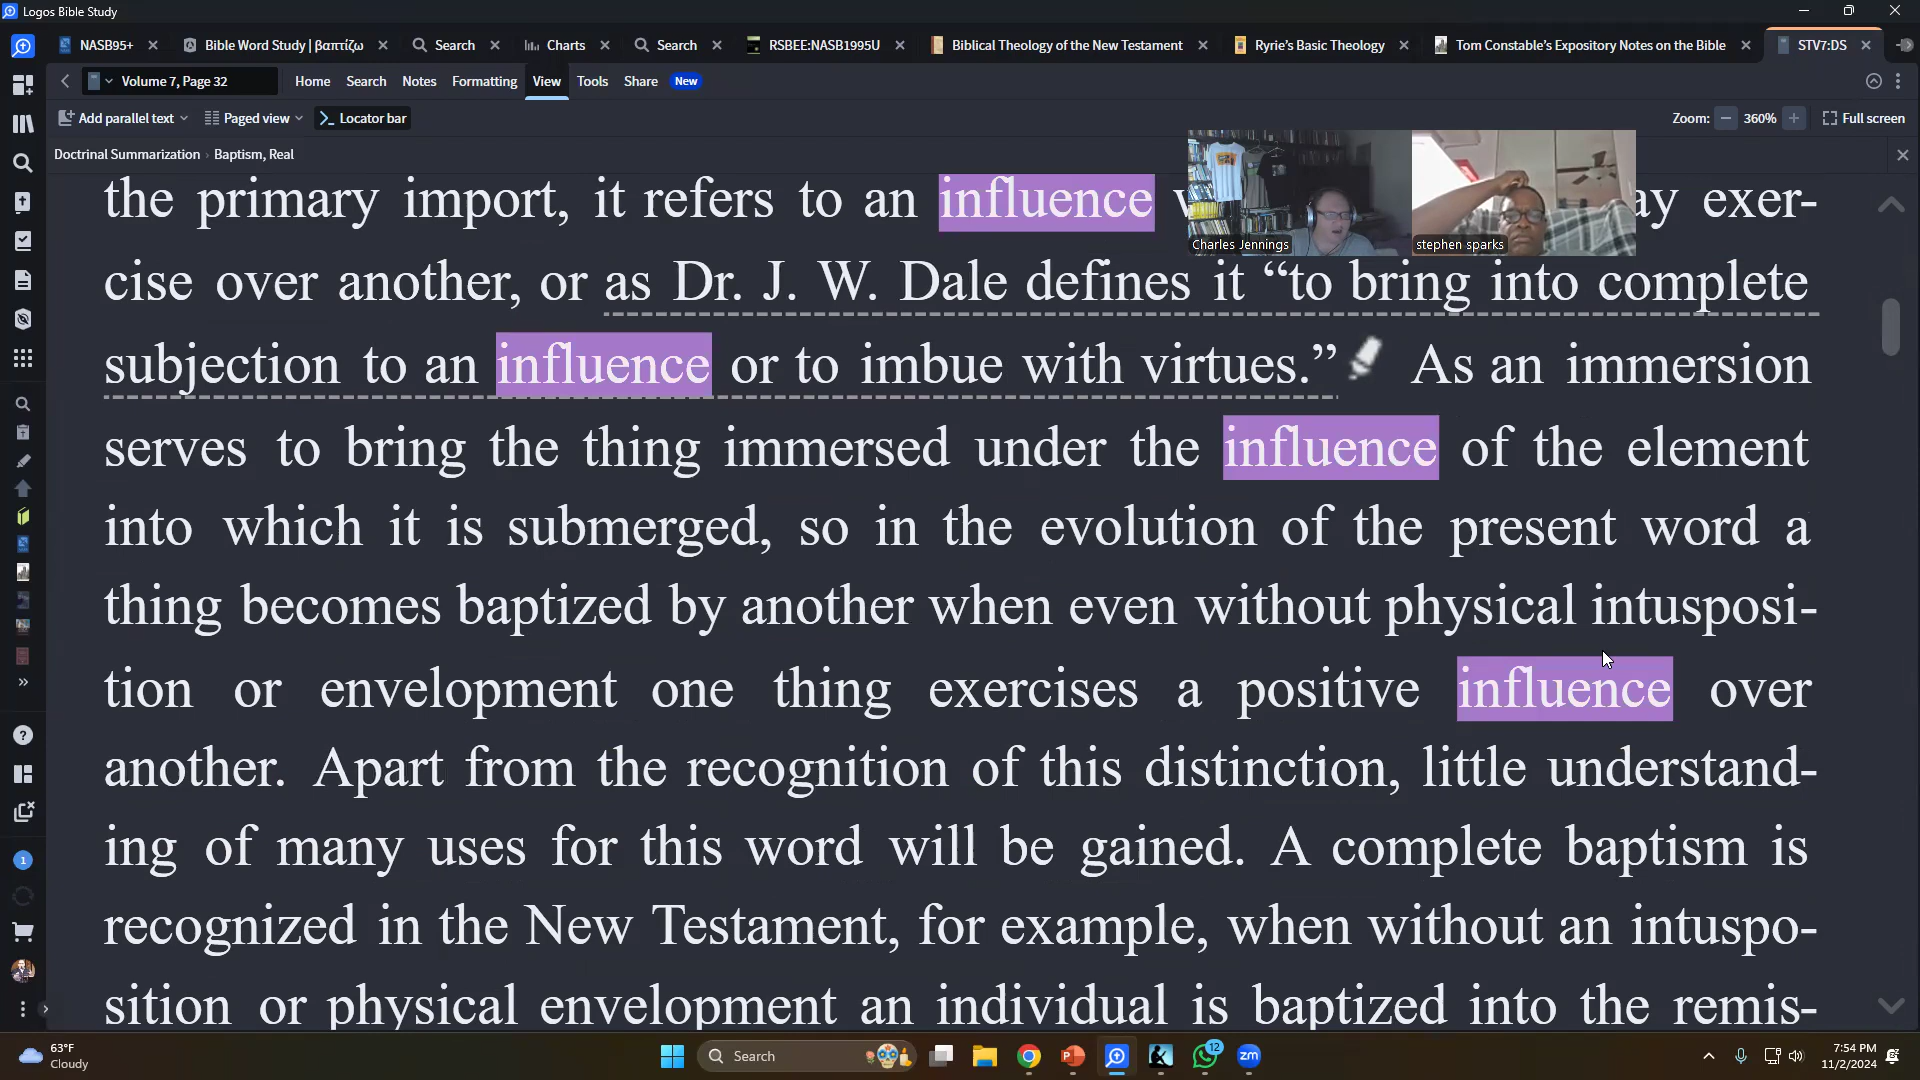 Logos Bible Study
NASB95+
Bible Word Study | βαπτίζω
Search
Charts
Search
RSBEE:NASB1995U
Biblical Theology of the New Testament
Ryrie's Basic Theology
Tom Constable's Expository Notes on the Bible
STV7:DS
Volume 7, Page 32
Home Search Notes Formatting View Tools Share New
Add parallel text Paged view Locator bar
Zoom: 360% Full screen
Doctrinal Summarization › Baptism, Real
Charles Jennings
stephen sparks
the primary import, it refers to an influence ay exer-
cise over another, or as Dr. J. W. Dale defines it “to bring into complete
subjection to an influence or to imbue with virtues.” As an immersion
serves to bring the thing immersed under the influence of the element
into which it is submerged, so in the evolution of the present word a
thing becomes baptized by another when even without physical intusposi-
tion or envelopment one thing exercises a positive influence over
another. Apart from the recognition of this distinction, little understand-
ing of many uses for this word will be gained. A complete baptism is
recognized in the New Testament, for example, when without an intuspo-
sition or physical envelopment an individual is baptized into the remis-
1
63°F
Cloudy
Search
12
zm
7:54 PM
11/2/2024